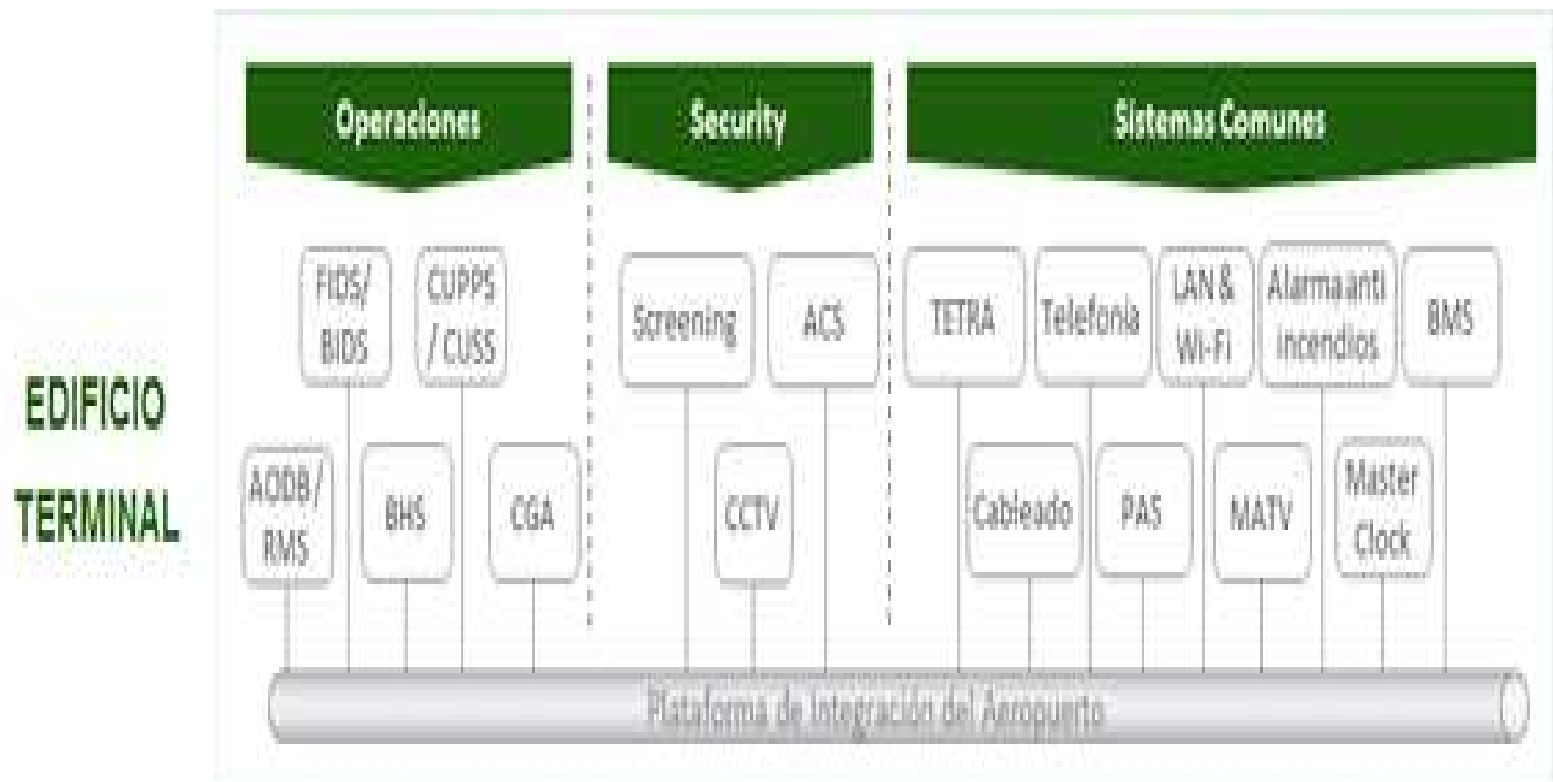 Operaciones
Security
Sistemas Comunes
FIDS/
BIDS
CUPPS
/ CUSS
Screening
ACS
TETRA
Telefonía
LAN &
Wi-Fi
Alarma anti
incendios
BMS
EDIFICIO
TERMINAL
AODB/
RMS
BHS
CGA
CCTV
Cableado
PAS
MATV
Master
Clock
Plataforma de Integración del Aeropuerto